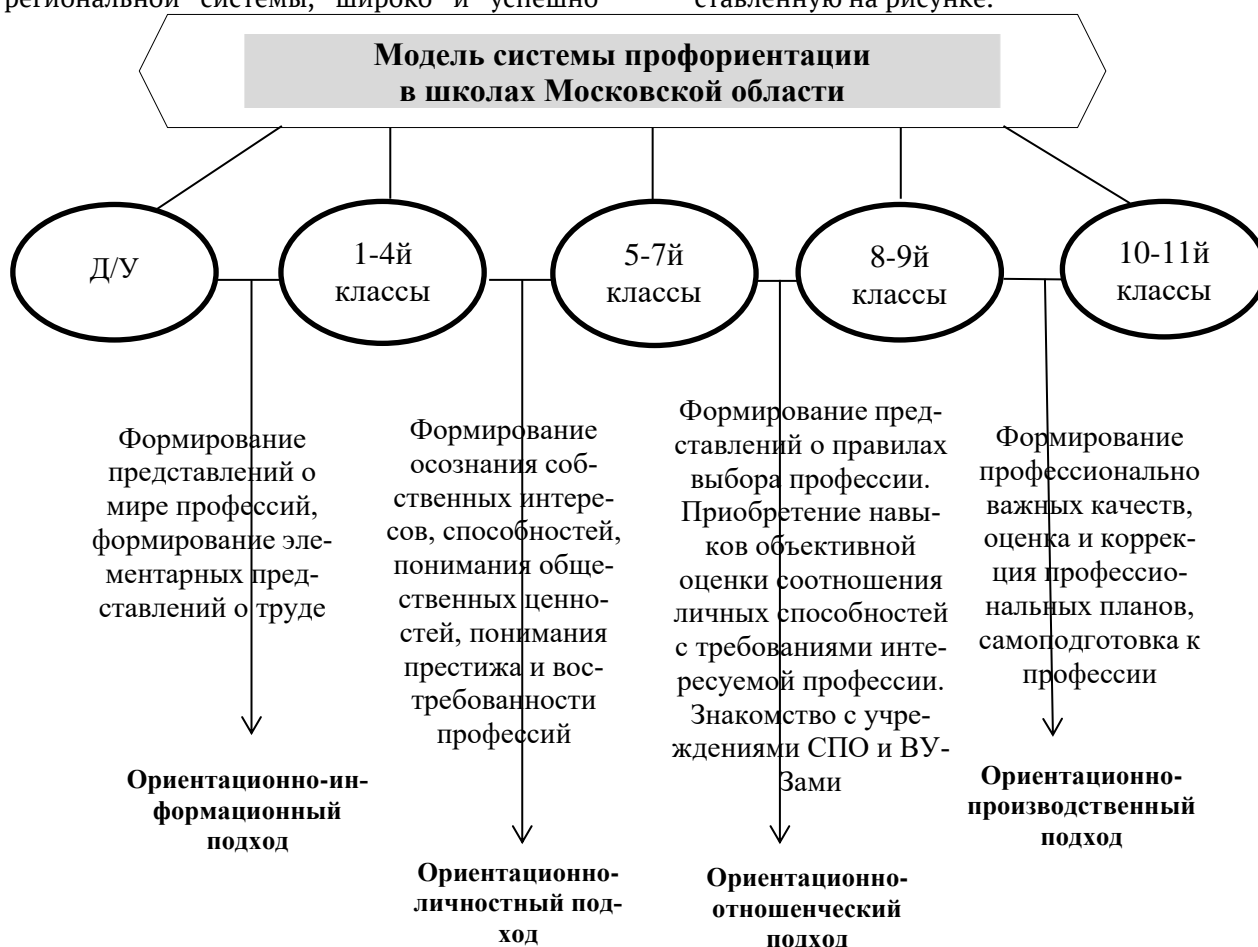 региональной системы, широко и успешно
ставленную на рисунке.
Модель системы профориентации
в школах Московской области
Д/У
1-4й
классы
5-7й
классы
8-9й
классы
10-11й
классы
Формирование
представлений о
мире профессий,
формирование эле-
ментарных пред-
ставлений о труде
Формирование
осознания соб-
ственных интере-
сов, способностей,
понимания обще-
ственных ценно-
стей, понимания
престижа и вос-
требованности
профессий
Формирование пред-
ставлений о правилах
выбора профессии.
Приобретение навы-
ков объективной
оценки соотношения
личных способностей
с требованиями инте-
ресуемой профессии.
Знакомство с учре-
ждениями СПО и ВУ-
Зами
Формирование
профессионально
важных качеств,
оценка и коррек-
ция профессио-
нальных планов,
самоподготовка к
профессии
Ориентационно-ин-
формационный
подход
Ориентационно-
личностный под-
ход
Ориентационно-
отношенческий
подход
Ориентационно-
производственный
подход